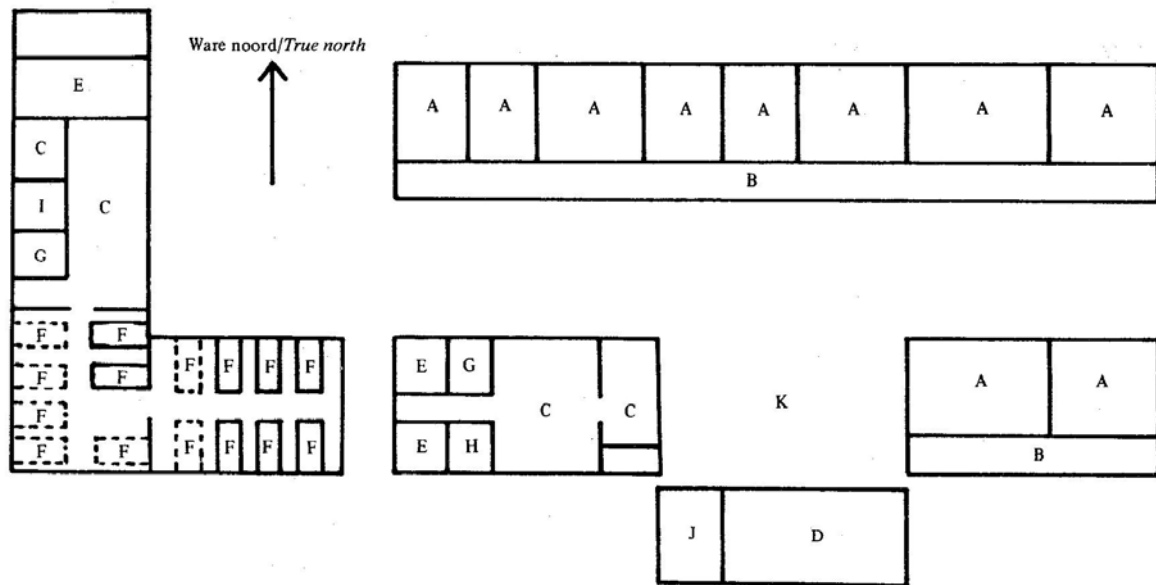 Ware noord/True north
E
A A A A A A A A
C
B
I C
G
F F
F F F F F
F F E G A A
C C K
F E H
F F F F F F B
J D